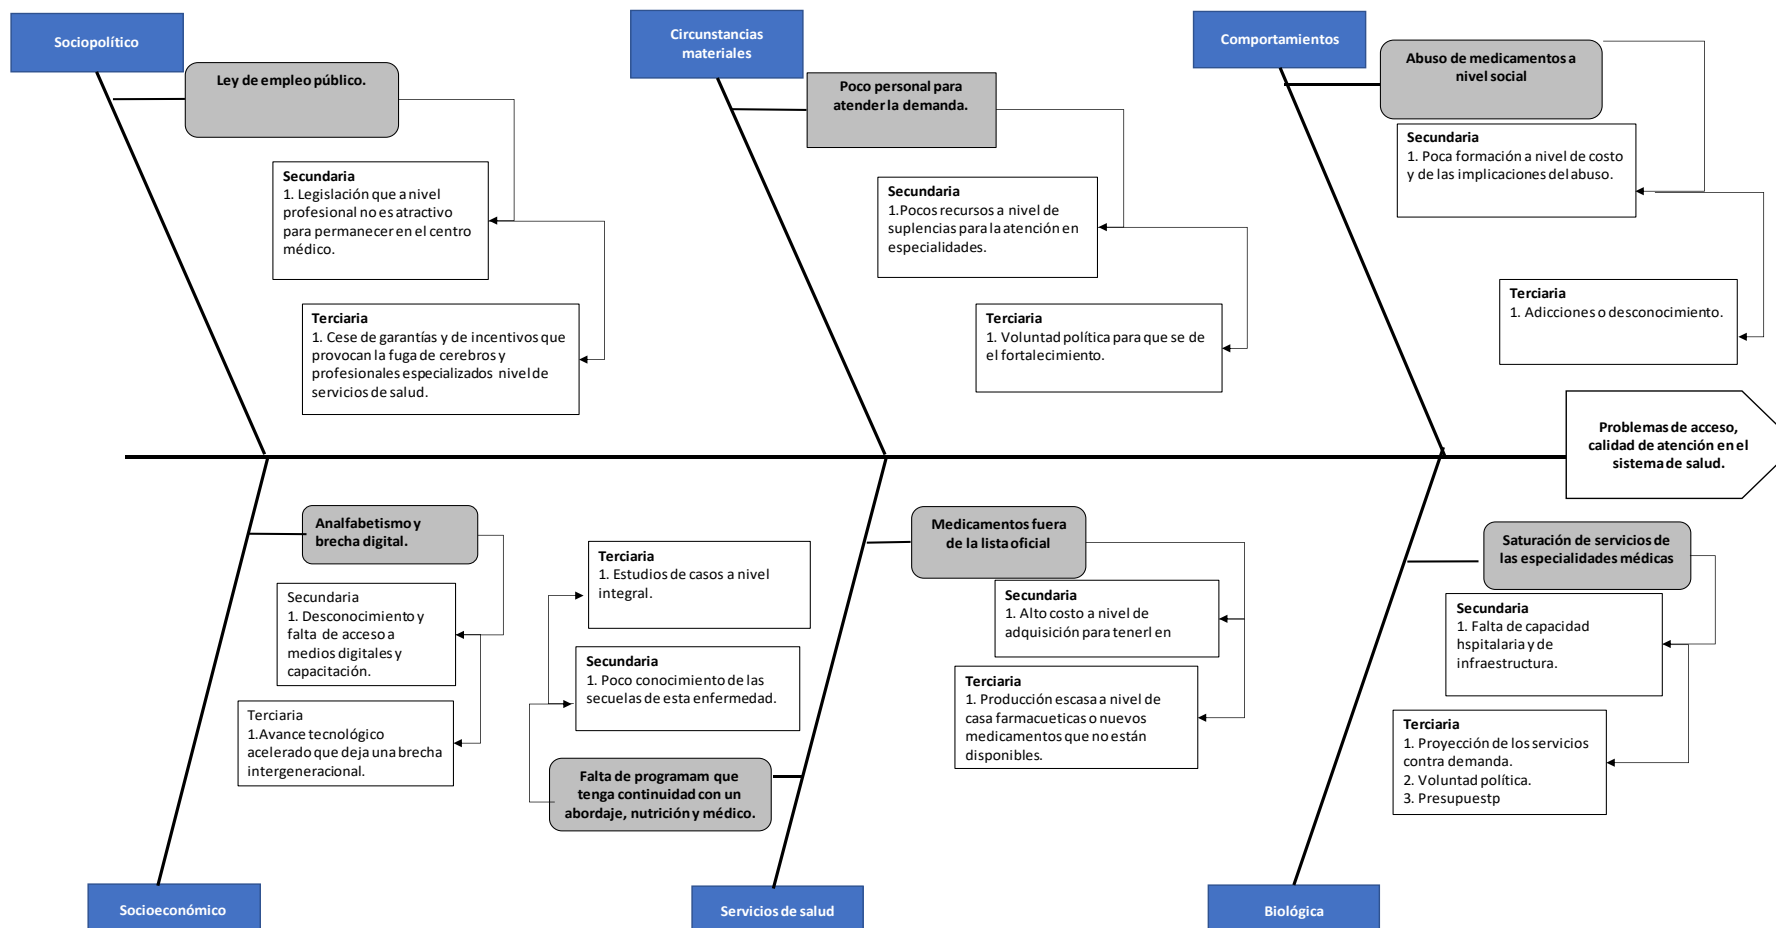 Sociopolítico
Ley de empleo público.
Secundaria
1. Legislación que a nivel
profesional no es atractivo
para permanecer en el centro
médico.
Terciaria
1. Cese de garantías y de incentivos que
provocan la fuga de cerebros y
profesionales especializados nivel de
servicios de salud.
Circunstancias
materiales
Poco personal para
atender la demanda.
Secundaria
1.Pocos recursos a nivel de
suplencias para la atención en
especialidades.
Terciaria
1. Voluntad política para que se de
el fortalecimiento.
Comportamientos
Abuso de medicamentos a
nivel social
Secundaria
1. Poca formación a nivel de costo
y de las implicaciones del abuso.
Terciaria
1. Adicciones o desconocimiento.
Problemas de acceso,
calidad de atención en el
sistema de salud.
Analfabetismo y
brecha digital.
Secundaria
1. Desconocimiento y
falta de acceso a
medios digitales y
capacitación.
Terciaria
1.Avance tecnológico
acelerado que deja una brecha
intergeneracional.
Socioeconómico
Terciaria
1. Estudios de casos a nivel
integral.
Secundaria
1. Poco conocimiento de las
secuelas de esta enfermedad.
Falta de programam que
tenga continuidad con un
abordaje, nutrición y médico.
Medicamentos fuera
de la lista oficial
Secundaria
1. Alto costo a nivel de
adquisición para tenerl en
Terciaria
1. Producción escasa a nivel de
casa farmacueticas o nuevos
medicamentos que no están
disponibles.
Servicios de salud
Saturación de servicios de
las especialidades médicas
Secundaria
1. Falta de capacidad
hspitalaria y de
infraestructura.
Terciaria
1. Proyección de los servicios
contra demanda.
2. Voluntad política.
3. Presupuestp
Biológica